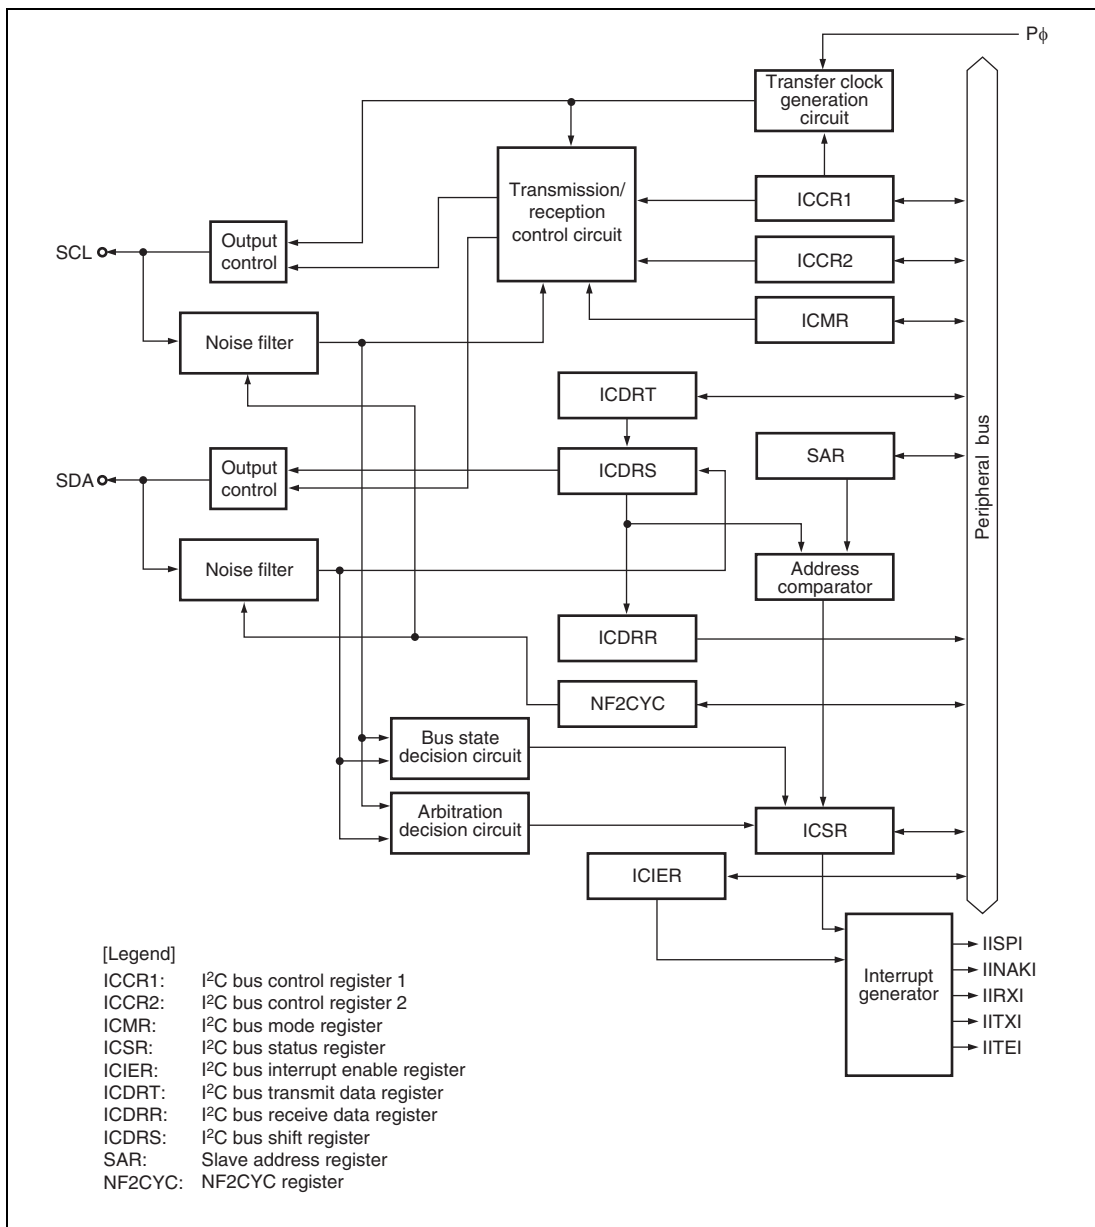 Pϕ
Transfer clock
generation
circuit
Transmission/
reception
control circuit
ICCR1
SCL
Output
control
ICCR2
ICMR
Noise filter
ICDRT
Peripheral bus
SDA
Output
control
ICDRS
SAR
Noise filter
Address
comparator
ICDRR
NF2CYC
Bus state
decision circuit
Arbitration
decision circuit
ICSR
ICIER
Interrupt
generator
IISPI
IINAKI
IIRXI
IITXI
IITEI
[Legend]
ICCR1: I²C bus control register 1
ICCR2: I²C bus control register 2
ICMR: I²C bus mode register
ICSR: I²C bus status register
ICIER: I²C bus interrupt enable register
ICDRT: I²C bus transmit data register
ICDRR: I²C bus receive data register
ICDRS: I²C bus shift register
SAR: Slave address register
NF2CYC: NF2CYC register